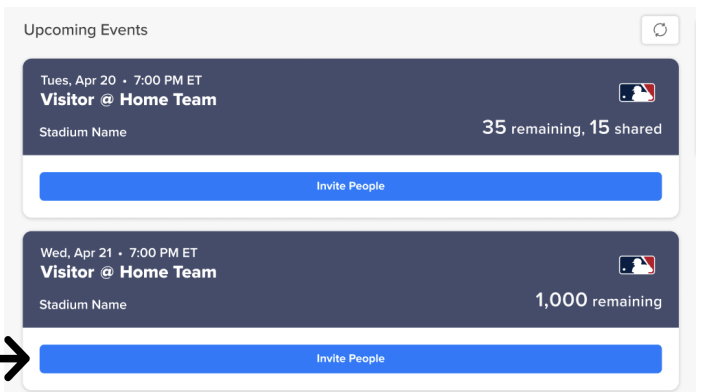 Upcoming Events
Tues, Apr 20 • 7:00 PM ET
Visitor @ Home Team
Stadium Name
35 remaining, 15 shared
Invite People
Wed, Apr 21 • 7:00 PM ET
Visitor @ Home Team
Stadium Name
1,000 remaining
Invite People